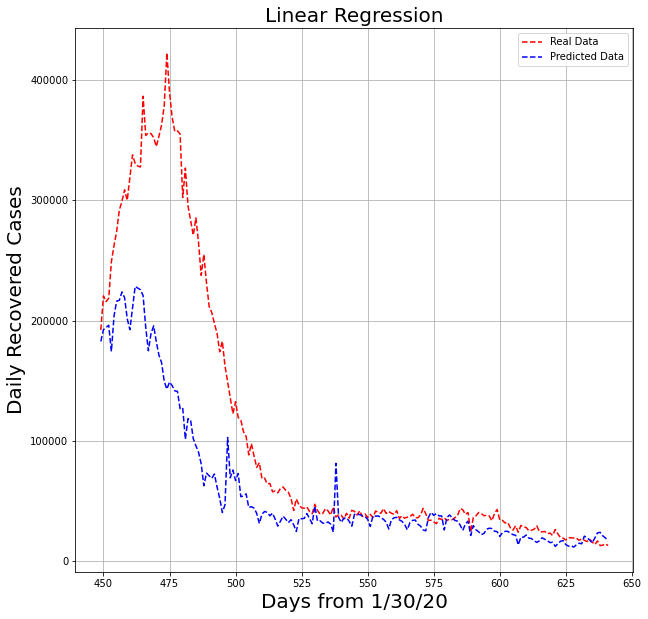 Linear Regression
Real Data
Predicted Data
400000
300000
200000
100000
0
Daily Recovered Cases
450 475 500 525 550 575 600 625 650
Days from 1/30/20